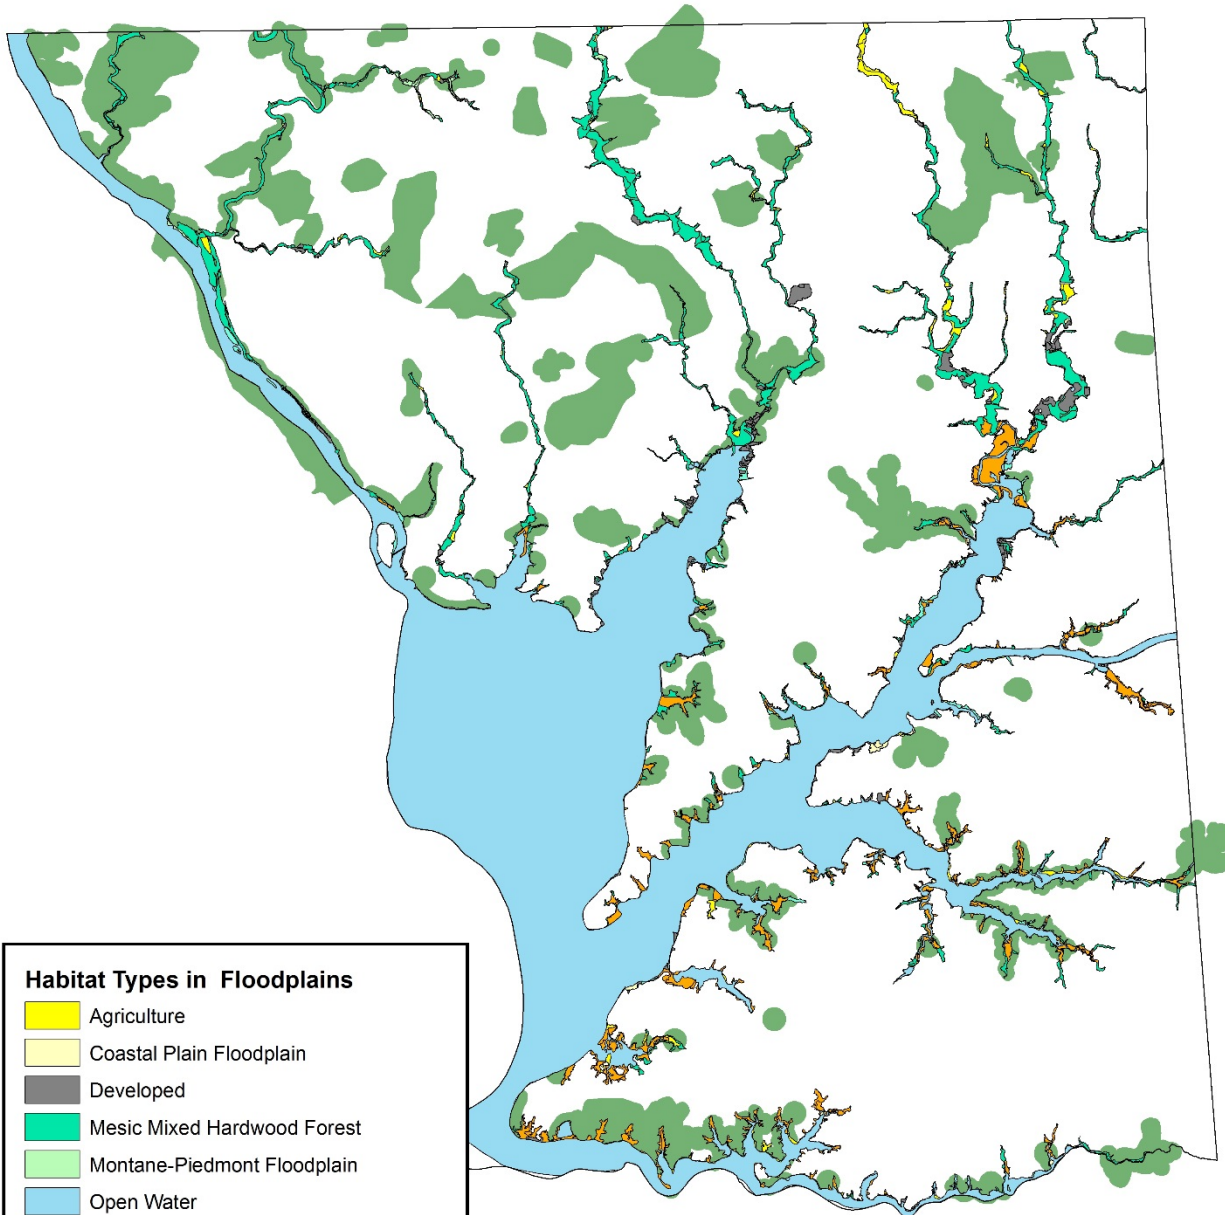 Habitat Types in Floodplains
Agriculture
Coastal Plain Floodplain
Developed
Mesic Mixed Hardwood Forest
Montane-Piedmont Floodplain
Open Water